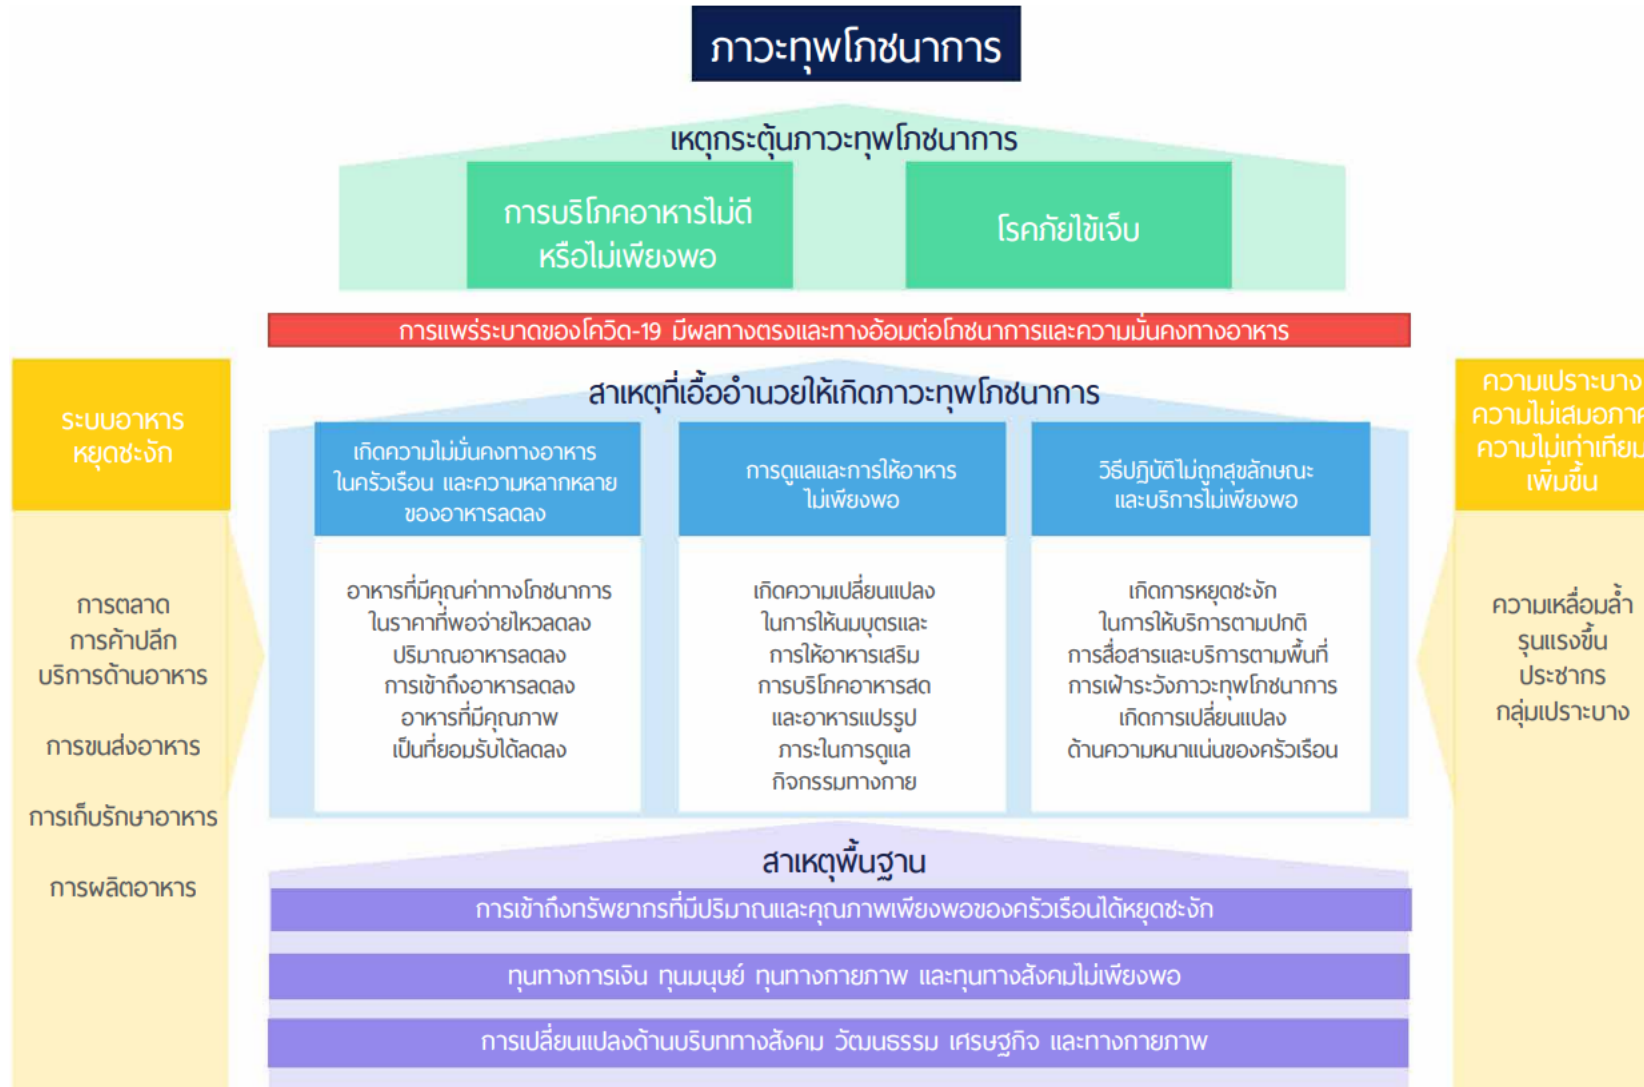 ภาวะทุพโภชนาการ
เหตุกระตุ้นภาวะทุพโภชนาการ
การบริโภคอาหารไม่ดี
หรือไม่เพียงพอ
โรคภัยไข้เจ็บ
การแพร่ระบาดของโควิด-19 มีผลทางตรงและทางอ้อมต่อโภชนาการและความมั่นคงทางอาหาร
ระบบอาหาร
หยุดชะงัก
การตลาด
การค้าปลีก
บริการด้านอาหาร
การขนส่งอาหาร
การเก็บรักษาอาหาร
การผลิตอาหาร
สาเหตุที่เอื้ออำนวยให้เกิดภาวะทุพโภชนาการ
เกิดความไม่มั่นคงทางอาหาร
ในครัวเรือน และความหลากหลาย
ของอาหารลดลง
อาหารที่มีคุณค่าทางโภชนาการ
ในราคาที่พอจ่ายไหวลดลง
ปริมาณอาหารลดลง
การเข้าถึงอาหารลดลง
อาหารที่มีคุณภาพ
เป็นที่ยอมรับได้ลดลง
การดูแลและการให้อาหาร
ไม่เพียงพอ
เกิดความเปลี่ยนแปลง
ในการให้นมบุตรและ
การให้อาหารเสริม
การบริโภคอาหารสด
และอาหารแปรรูป
ภาระในการดูแล
กิจกรรมทางกาย
วิธีปฏิบัติไม่ถูกสุขลักษณะ
และบริการไม่เพียงพอ
เกิดการหยุดชะงัก
ในการให้บริการตามปกติ
การสื่อสารและบริการตามพื้นที่
การเฝ้าระวังภาวะทุพโภชนาการ
เกิดการเปลี่ยนแปลง
ด้านความหนาแน่นของครัวเรือน
ความเปราะบาง
ความไม่เสมอภาค
ความไม่เท่าเทียม
เพิ่มขึ้น
ความเหลื่อมล้ำ
รุนแรงขึ้น
ประชากร
กลุ่มเปราะบาง
สาเหตุพื้นฐาน
การเข้าถึงทรัพยากรที่มีปริมาณและคุณภาพเพียงพอของครัวเรือนได้หยุดชะงัก
ทุนทางการเงิน ทุนมนุษย์ ทุนทางกายภาพ และทุนทางสังคมไม่เพียงพอ
การเปลี่ยนแปลงด้านบริบททางสังคม วัฒนธรรม เศรษฐกิจ และทางกายภาพ